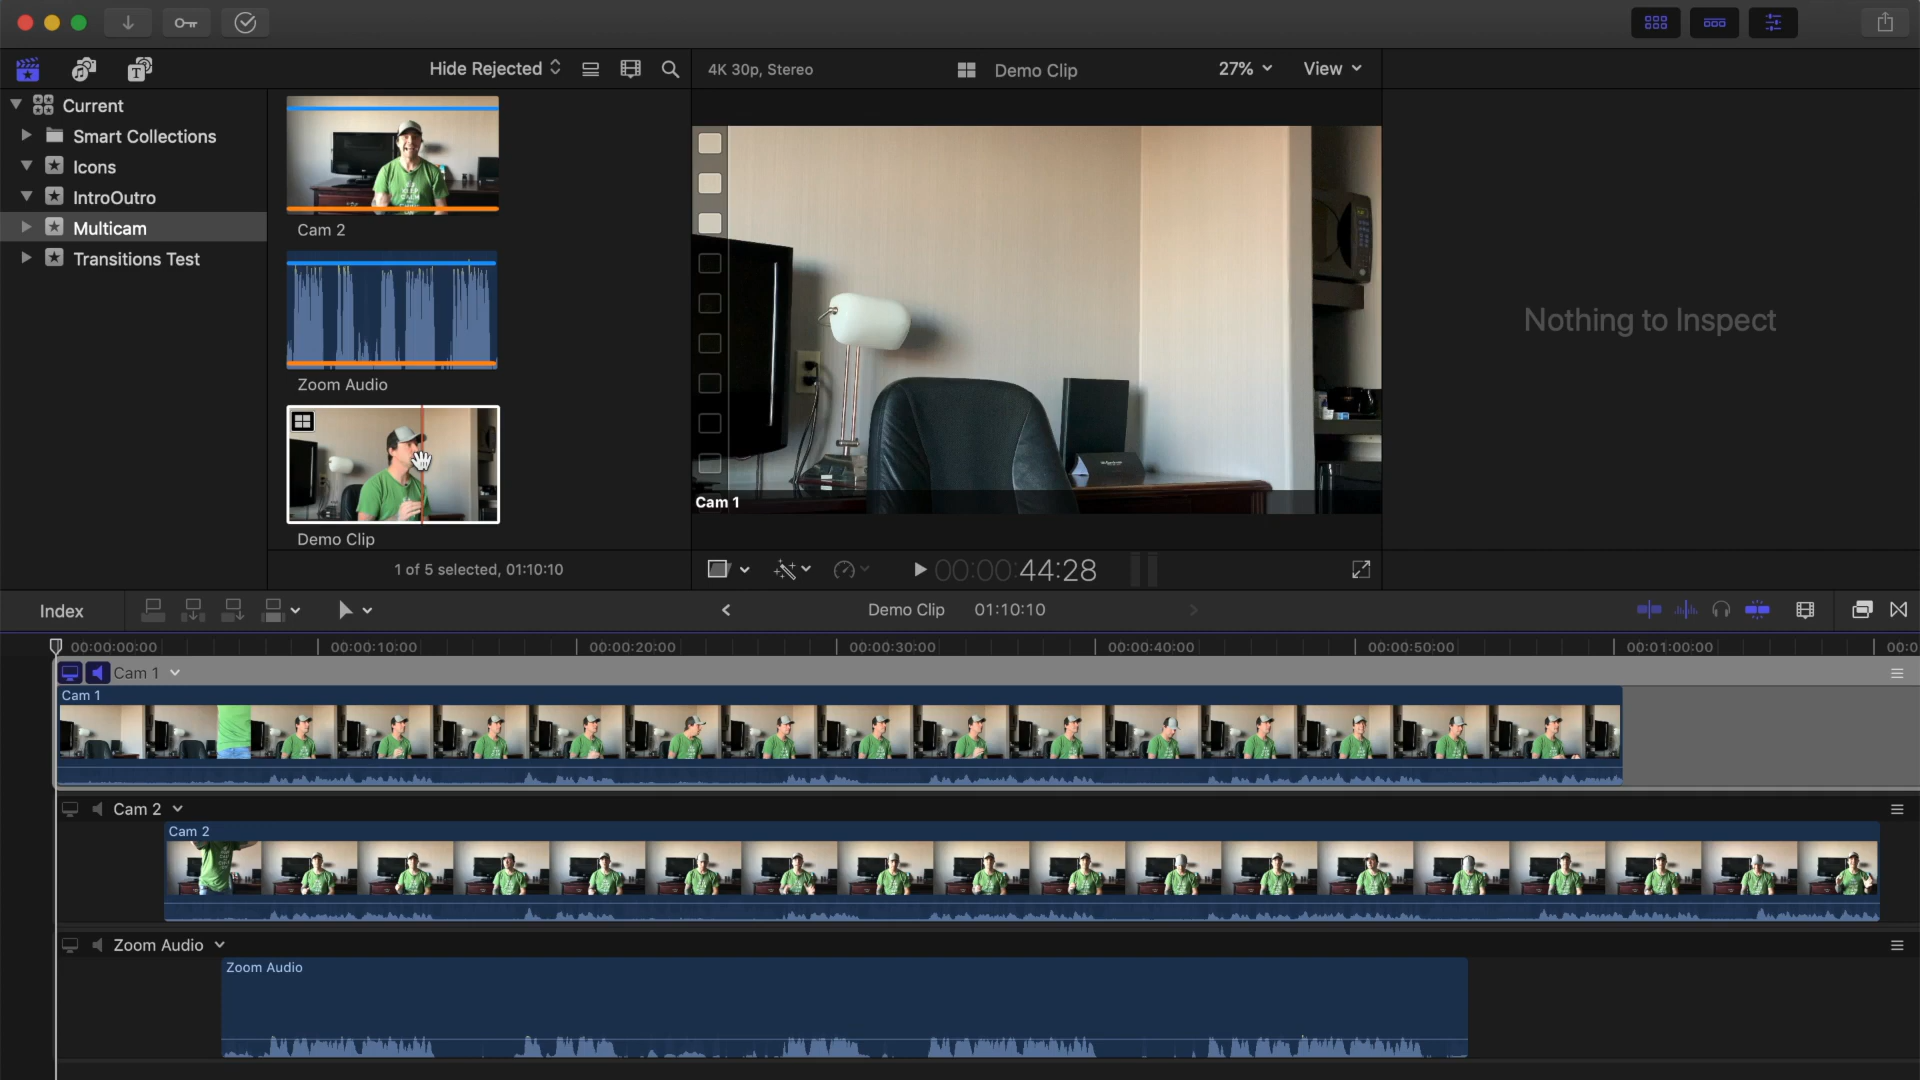 Hide Rejected
4K 30p, Stereo
Demo Clip
27%
View
Current
Smart Collections
Icons
IntroOutro
Multicam
Transitions Test
Cam 2
Zoom Audio
Demo Clip
1 of 5 selected, 01:10:10
Cam 1
00:00:00:44:28
Nothing to Inspect
Index
Demo Clip
01:10:10
00:00:00:00
00:00:10:00
00:00:20:00
00:00:30:00
00:00:40:00
00:00:50:00
00:01:00:00
00:0
Cam 1
Cam 1
Cam 2
Cam 2
Zoom Audio
Zoom Audio